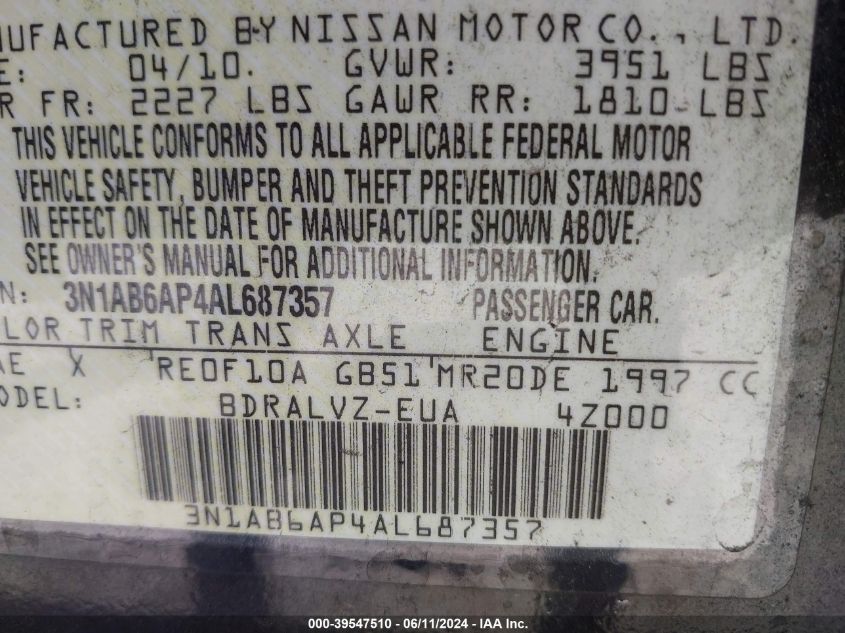 NUFACTURED BY NISSAN MOTOR CO., LTD.
E: 04/10. GVWR: 3951 LBS
R FR: 2227 LBS GAWR RR: 1810 LBS
THIS VEHICLE CONFORMS TO ALL APPLICABLE FEDERAL MOTOR
VEHICLE SAFETY, BUMPER AND THEFT PREVENTION STANDARDS
IN EFFECT ON THE DATE OF MANUFACTURE SHOWN ABOVE.
SEE OWNER'S MANUAL FOR ADDITIONAL INFORMATION.
N: 3N1AB6AP4AL687357 PASSENGER CAR.
LOR TRIM TRANS AXLE ENGINE
AE X RE0F10A GB51 MR20DE 1997 CC
ODEL: BDRALVZ-EUA 4Z000
3N1AB6AP4AL687357
000-39547510 - 06/11/2024 - IAA Inc.